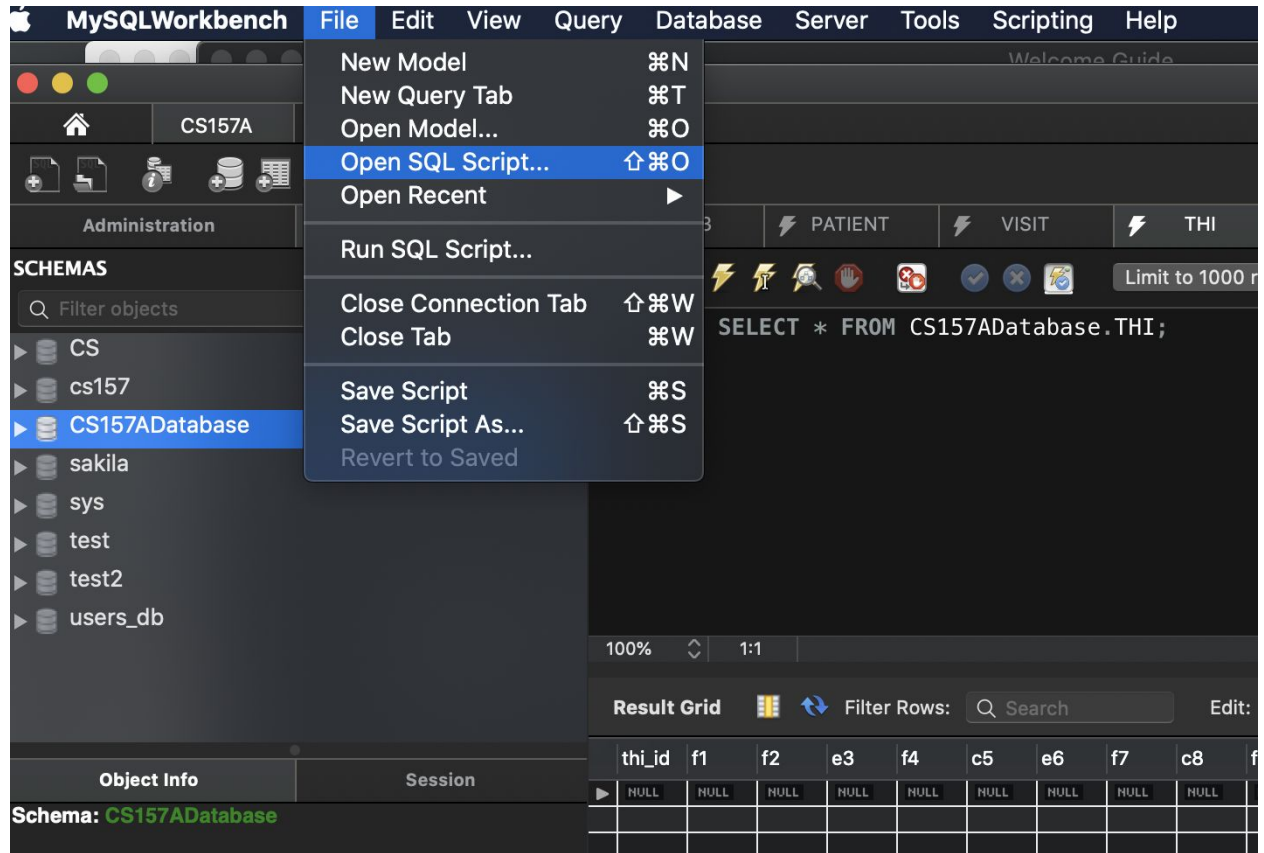 MySQLWorkbench File Edit View Query Database Server Tools Scripting Help
Welcome Guide
New Model ⌘N
New Query Tab ⌘T
Open Model... ⌘O
Open SQL Script... ⇧⌘O
Open Recent ▶
Run SQL Script...
Close Connection Tab ⇧⌘W
Close Tab ⌘W
Save Script ⌘S
Save Script As... ⇧⌘S
Revert to Saved
CS157A
Administration
SCHEMAS
Filter objects
CS
cs157
CS157ADatabase
sakila
sys
test
test2
users_db
Object Info Session
Schema: CS157ADatabase
PATIENT VISIT THI
Limit to 1000 r
SELECT * FROM CS157ADatabase.THI;
100% 1:1
Result Grid Filter Rows: Search Edit:
thi_id f1 f2 e3 f4 c5 e6 f7 c8 f
NULL NULL NULL NULL NULL NULL NULL NULL NULL